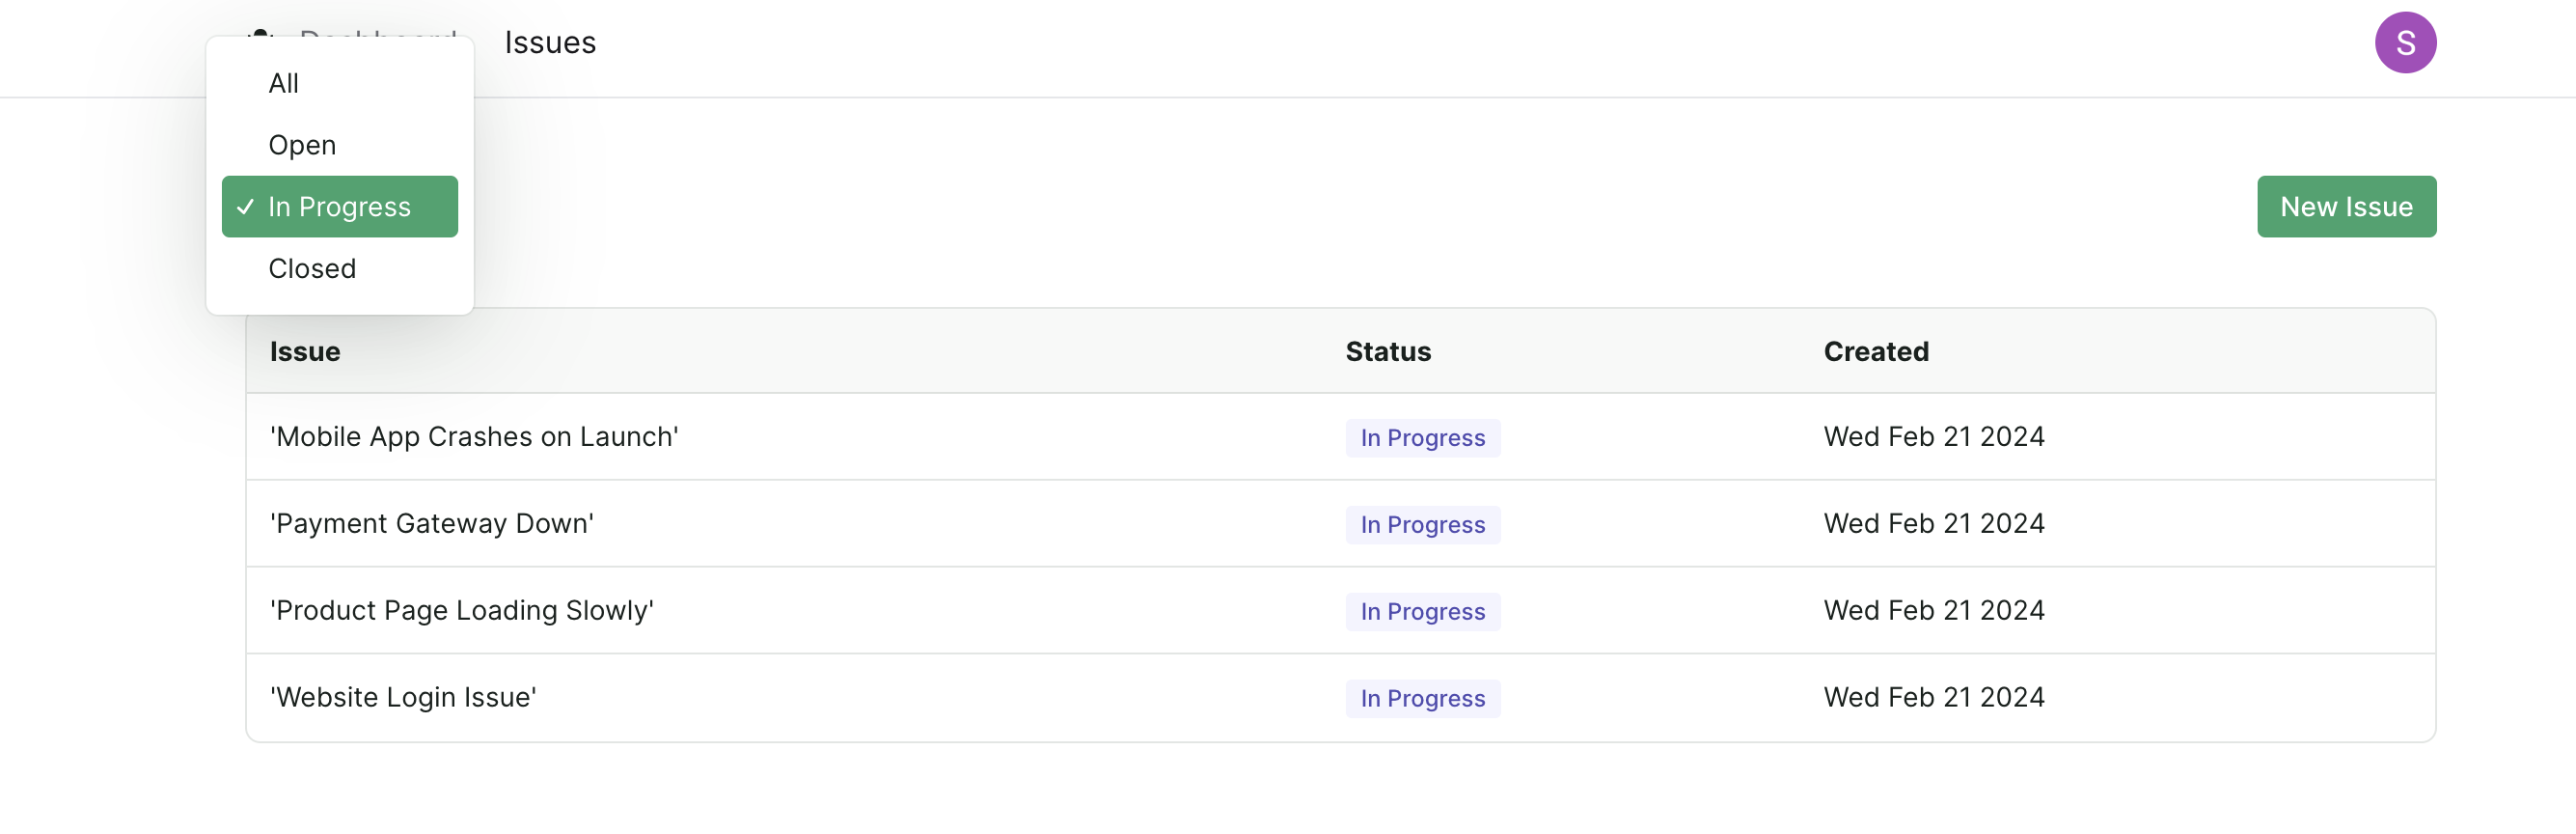 Issues
S
All
Open
In Progress
Closed
New Issue
Issue Status Created
'Mobile App Crashes on Launch' In Progress Wed Feb 21 2024
'Payment Gateway Down' In Progress Wed Feb 21 2024
'Product Page Loading Slowly' In Progress Wed Feb 21 2024
'Website Login Issue' In Progress Wed Feb 21 2024